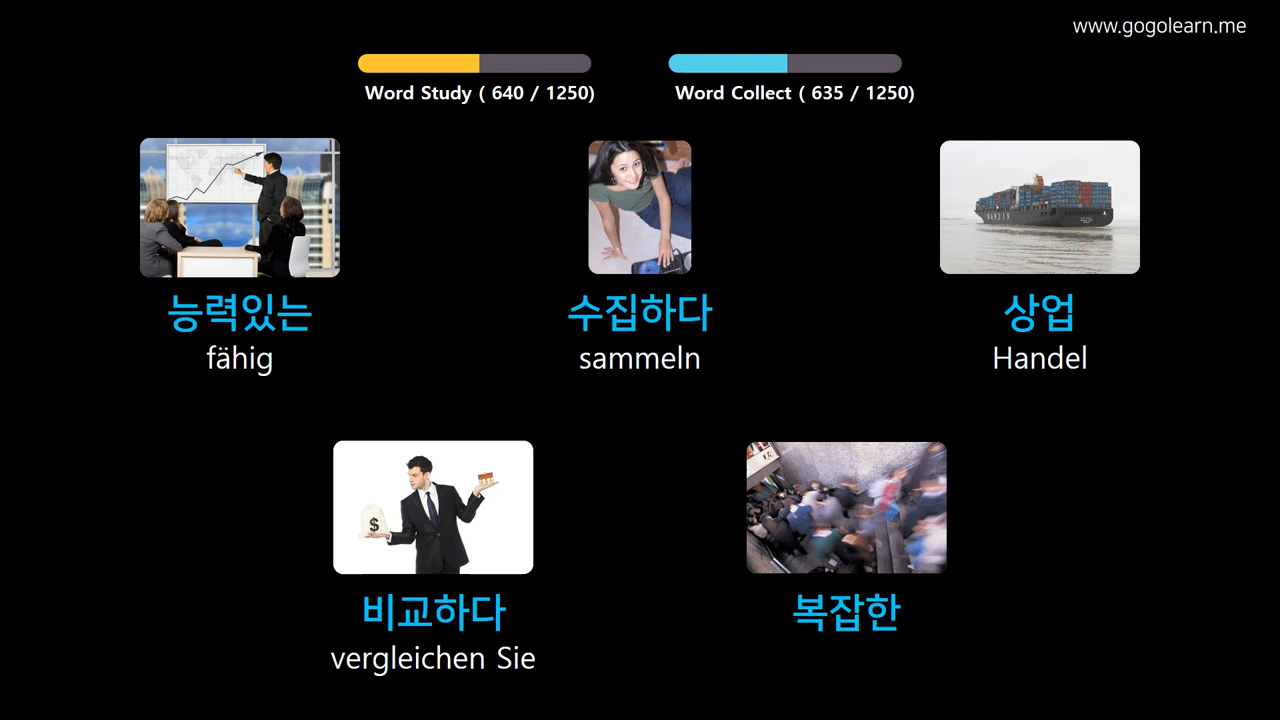 www.gogolearn.me
Word Study ( 640 / 1250)
Word Collect ( 635 / 1250)
능력있는
fähig
수집하다
sammeln
HANJIN
상업
Handel
$
비교하다
vergleichen Sie
복잡한